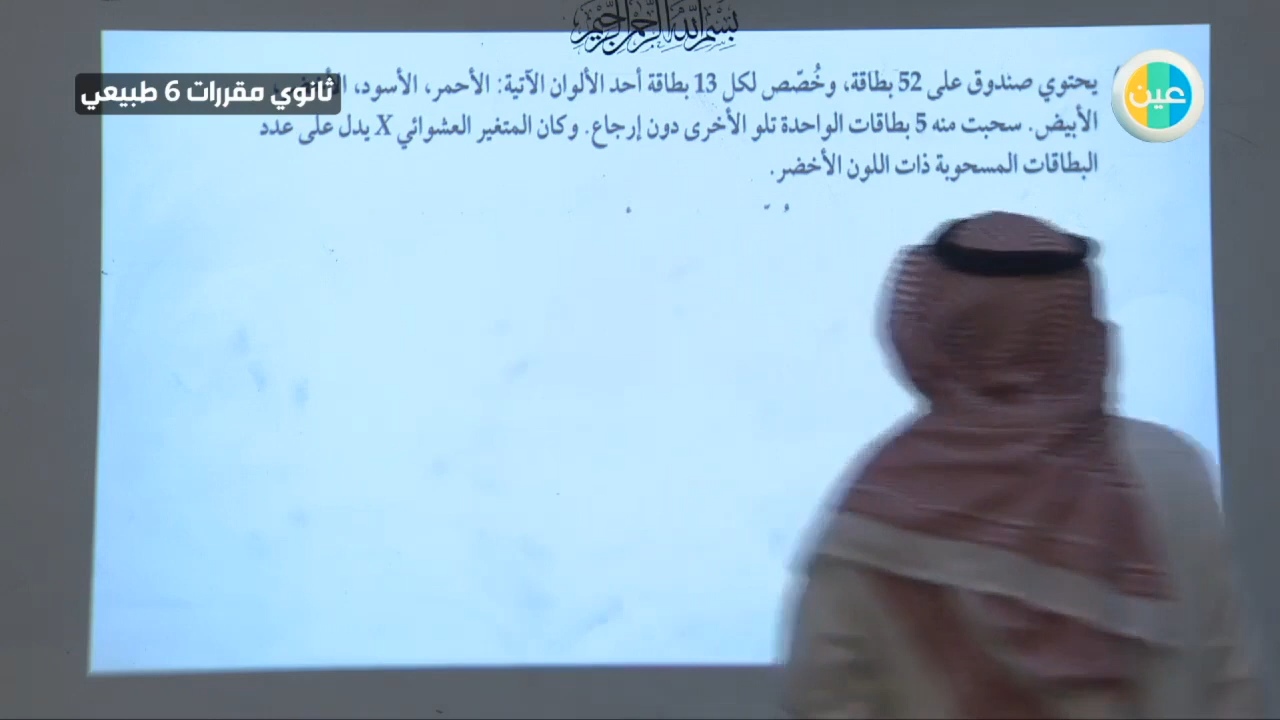 بسم الله الرحمن الرحيم
ثانوي مقررات 6 طبيعي
عين
يحتوي صندوق على 52 بطاقة، وخُصّص لكل 13 بطاقة أحد الألوان الآتية: الأحمر، الأسود،
الأبيض. سحبت منه 5 بطاقات الواحدة تلو الأخرى دون إرجاع. وكان المتغير العشوائي X يدل على عدد
البطاقات المسحوبة ذات اللون الأخضر.